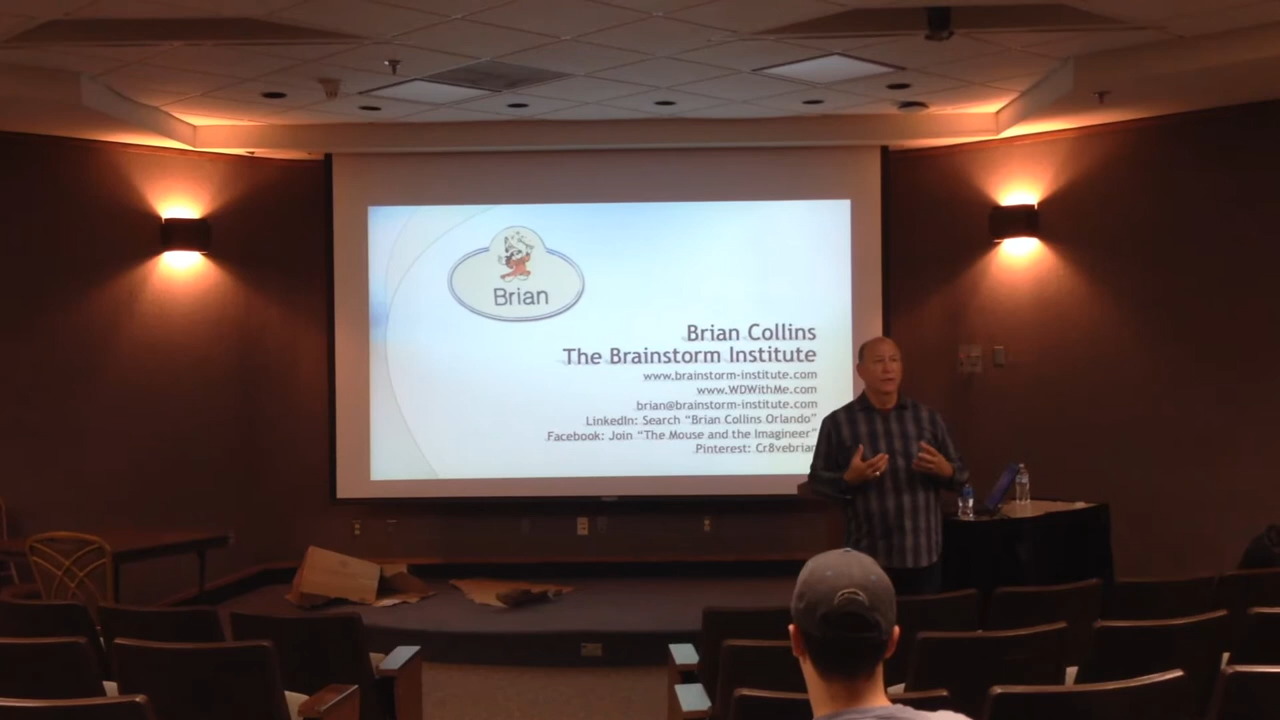 Brian
Brian Collins
The Brainstorm Institute
www.brainstorm-institute.com
www.WDWithMe.com
brian@brainstorm-institute.com
LinkedIn: Search “Brian Collins Orlando”
Facebook: Join “The Mouse and the Imagineer”
Pinterest: Cr8vebrian